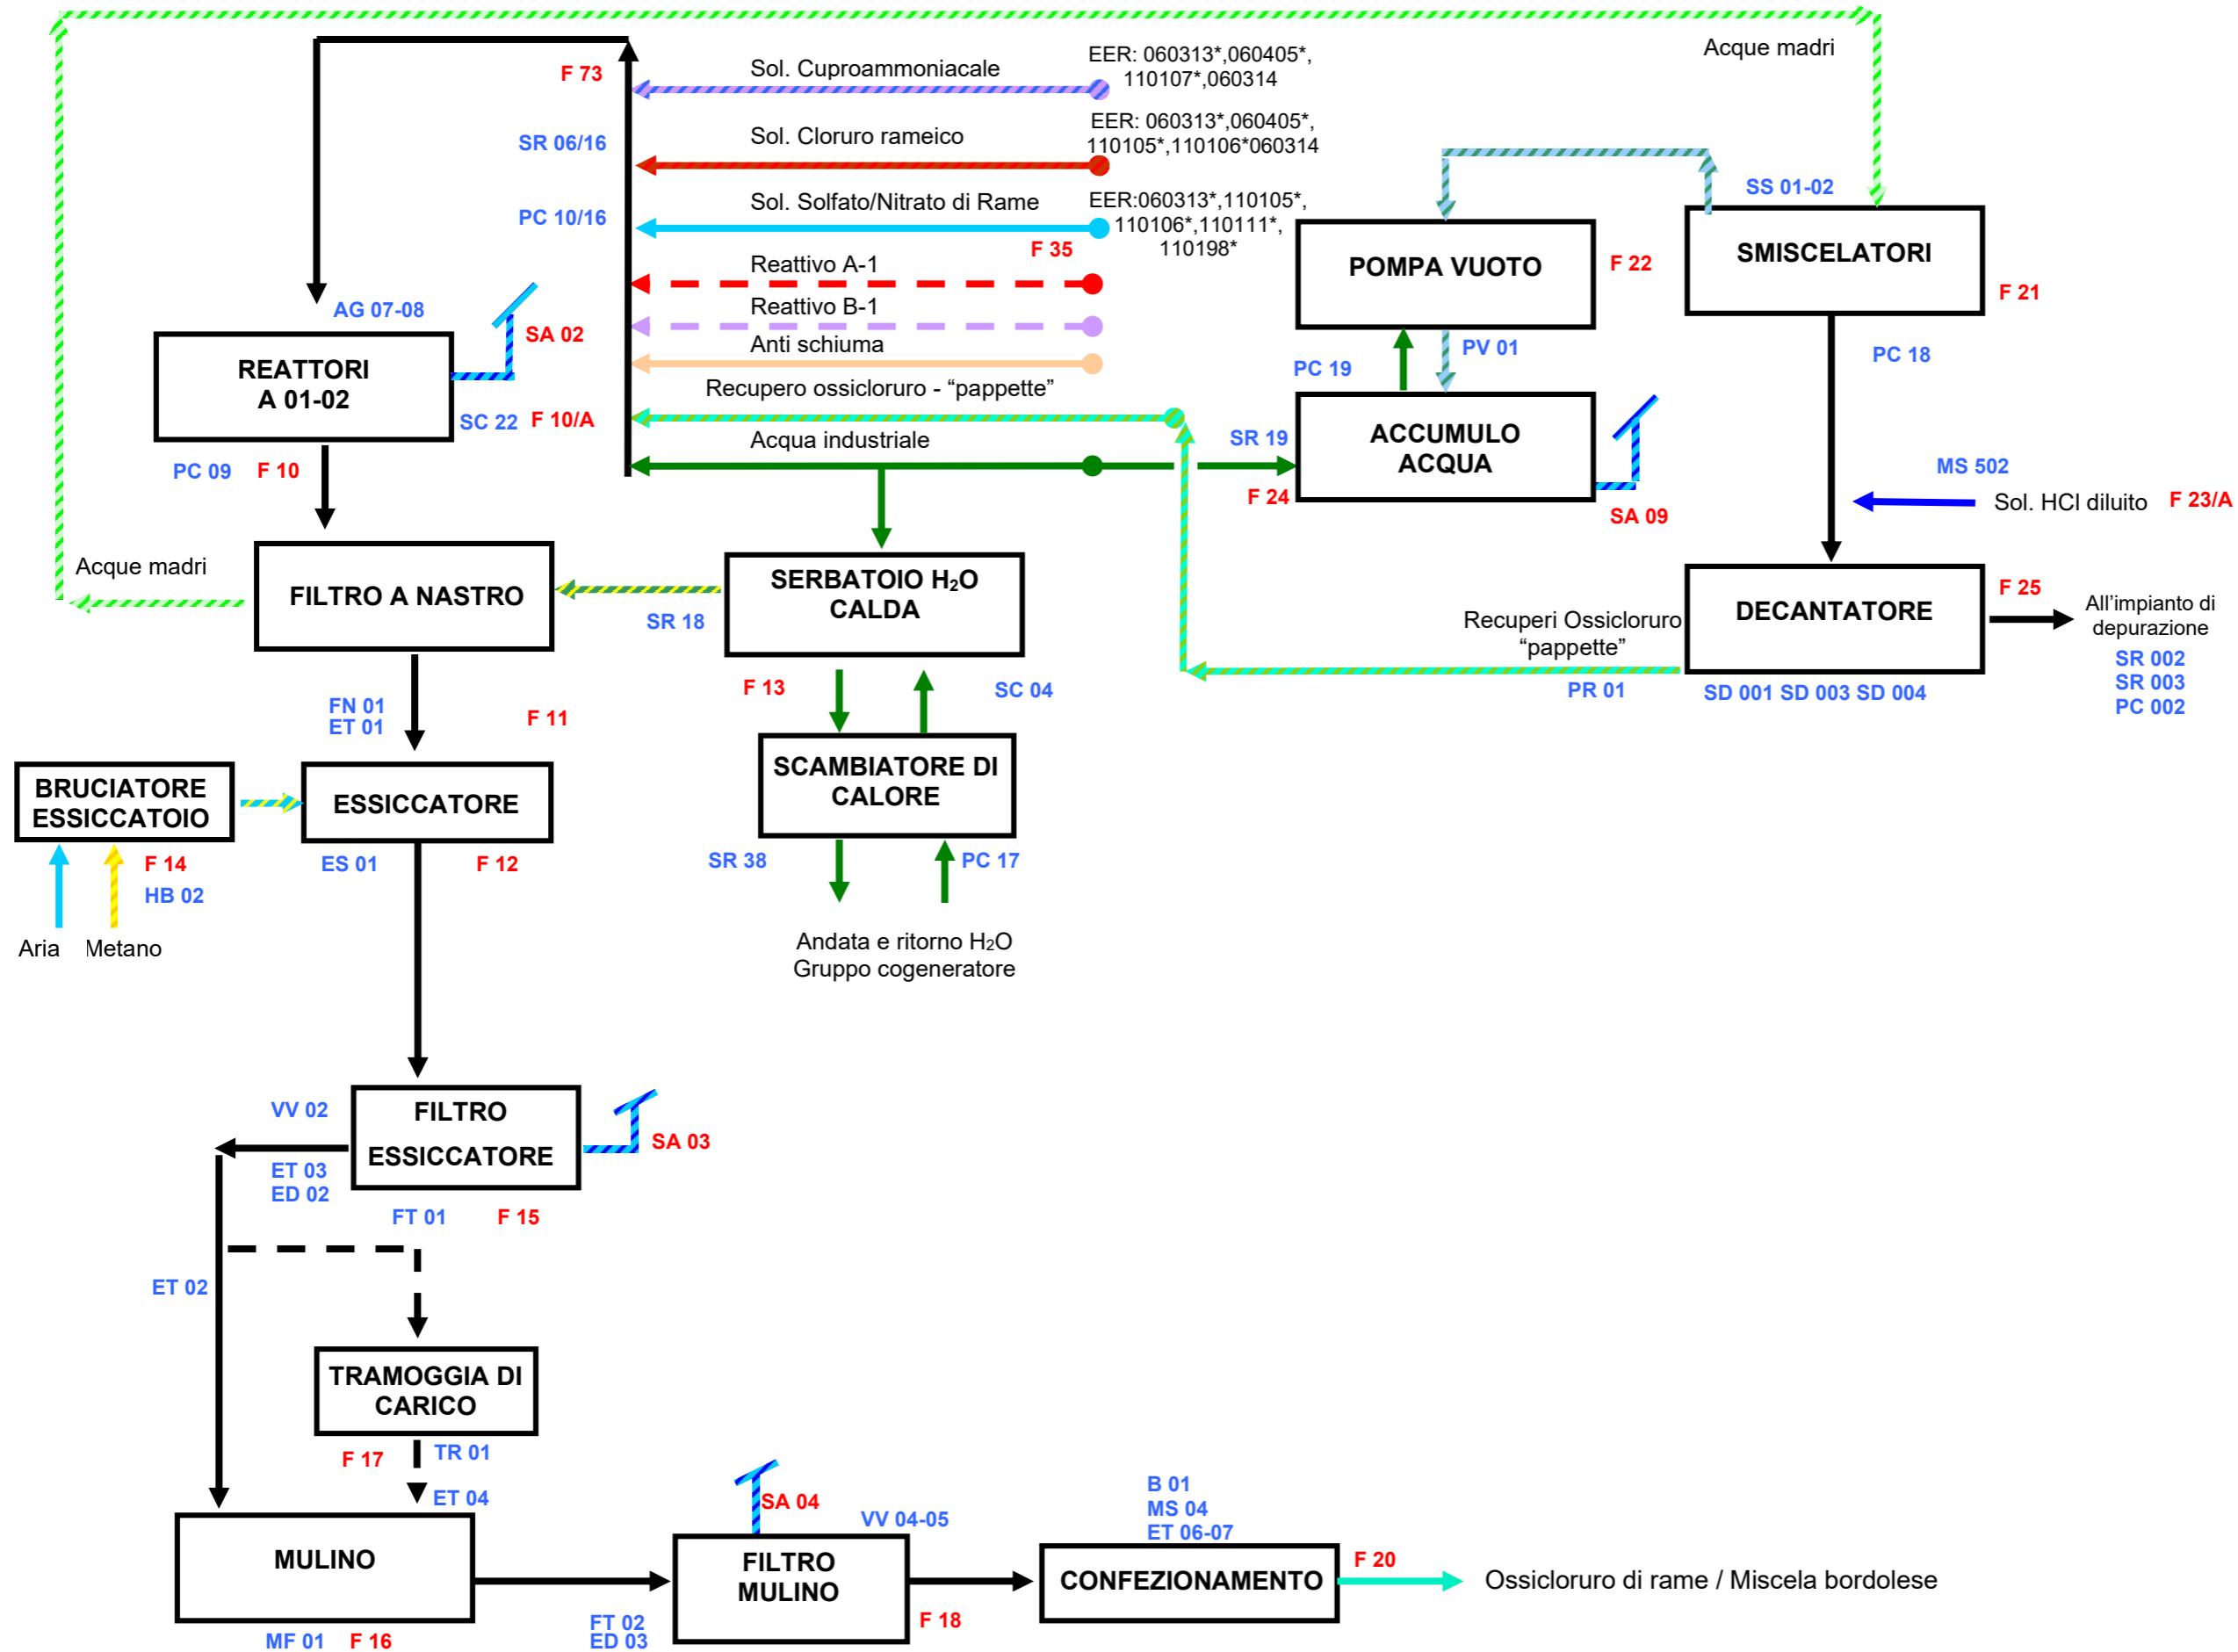 Acque madri
F 73
Sol. Cuproammoniacale
EER: 060313*,060405*,
110107*,060314
SR 06/16
Sol. Cloruro rameico
EER: 060313*,060405*,
110105*,110106*060314
PC 10/16
Sol. Solfato/Nitrato di Rame
EER:060313*,110105*,
110106*,110111*,
110198*
F 35
Reattivo A-1
Reattivo B-1
Anti schiuma
Recupero ossicloruro - “pappette”
Acqua industriale
AG 07-08
SA 02
REATTORI
A 01-02
SC 22
F 10/A
PC 09
F 10
SS 01-02
POMPA VUOTO
F 22
SMISCELATORI
F 21
PC 19
PV 01
PC 18
SR 19
ACCUMULO
ACQUA
F 24
SA 09
MS 502
Sol. HCl diluito
F 23/A
Acque madri
FILTRO A NASTRO
SERBATOIO H₂O
CALDA
SR 18
DECANTATORE
F 25
All’impianto di
depurazione
SR 002
SR 003
PC 002
Recuperi Ossicloruro
“pappette”
PR 01
SD 001 SD 003 SD 004
F 13
SC 04
FN 01
ET 01
F 11
SCAMBIATORE DI
CALORE
BRUCIATORE
ESSICCATOIO
ESSICCATORE
F 14
HB 02
ES 01
F 12
SR 38
PC 17
Aria
Metano
Andata e ritorno H₂O
Gruppo cogeneratore
VV 02
FILTRO
ESSICCATORE
SA 03
ET 03
ED 02
FT 01
F 15
ET 02
TRAMOGGIA DI
CARICO
F 17
TR 01
ET 04
MULINO
MF 01
F 16
SA 04
VV 04-05
FILTRO
MULINO
FT 02
ED 03
F 18
B 01
MS 04
ET 06-07
CONFEZIONAMENTO
F 20
Ossicloruro di rame / Miscela bordolese